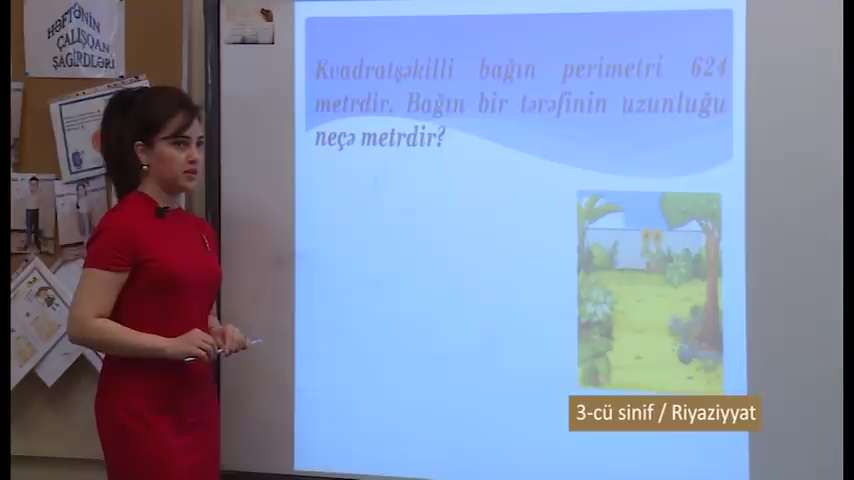 HƏFTƏNİN
ÇALIŞQAN
ŞAGİRDLƏRİ
Kvadratşəkilli bağın perimetri 624
metrdir. Bağın bir tərəfinin uzunluğu
neçə metrdir?
3-cü sinif / Riyaziyyat